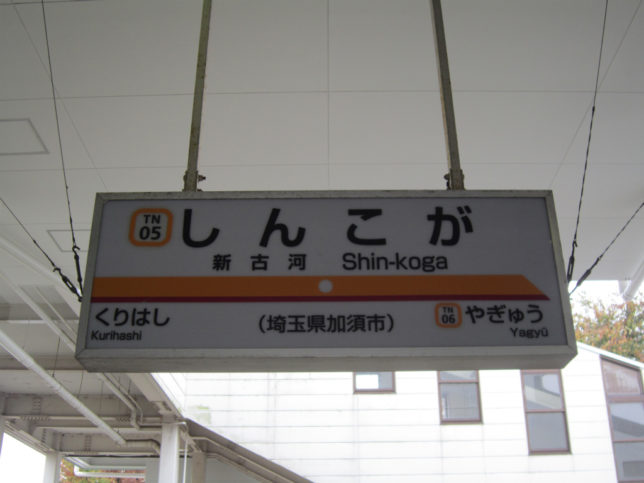 TN
05
しんこが
新古河 Shin-koga
くりはし
Kurihashi
(埼玉県加須市)
TN
06
やぎゅう
Yagyū